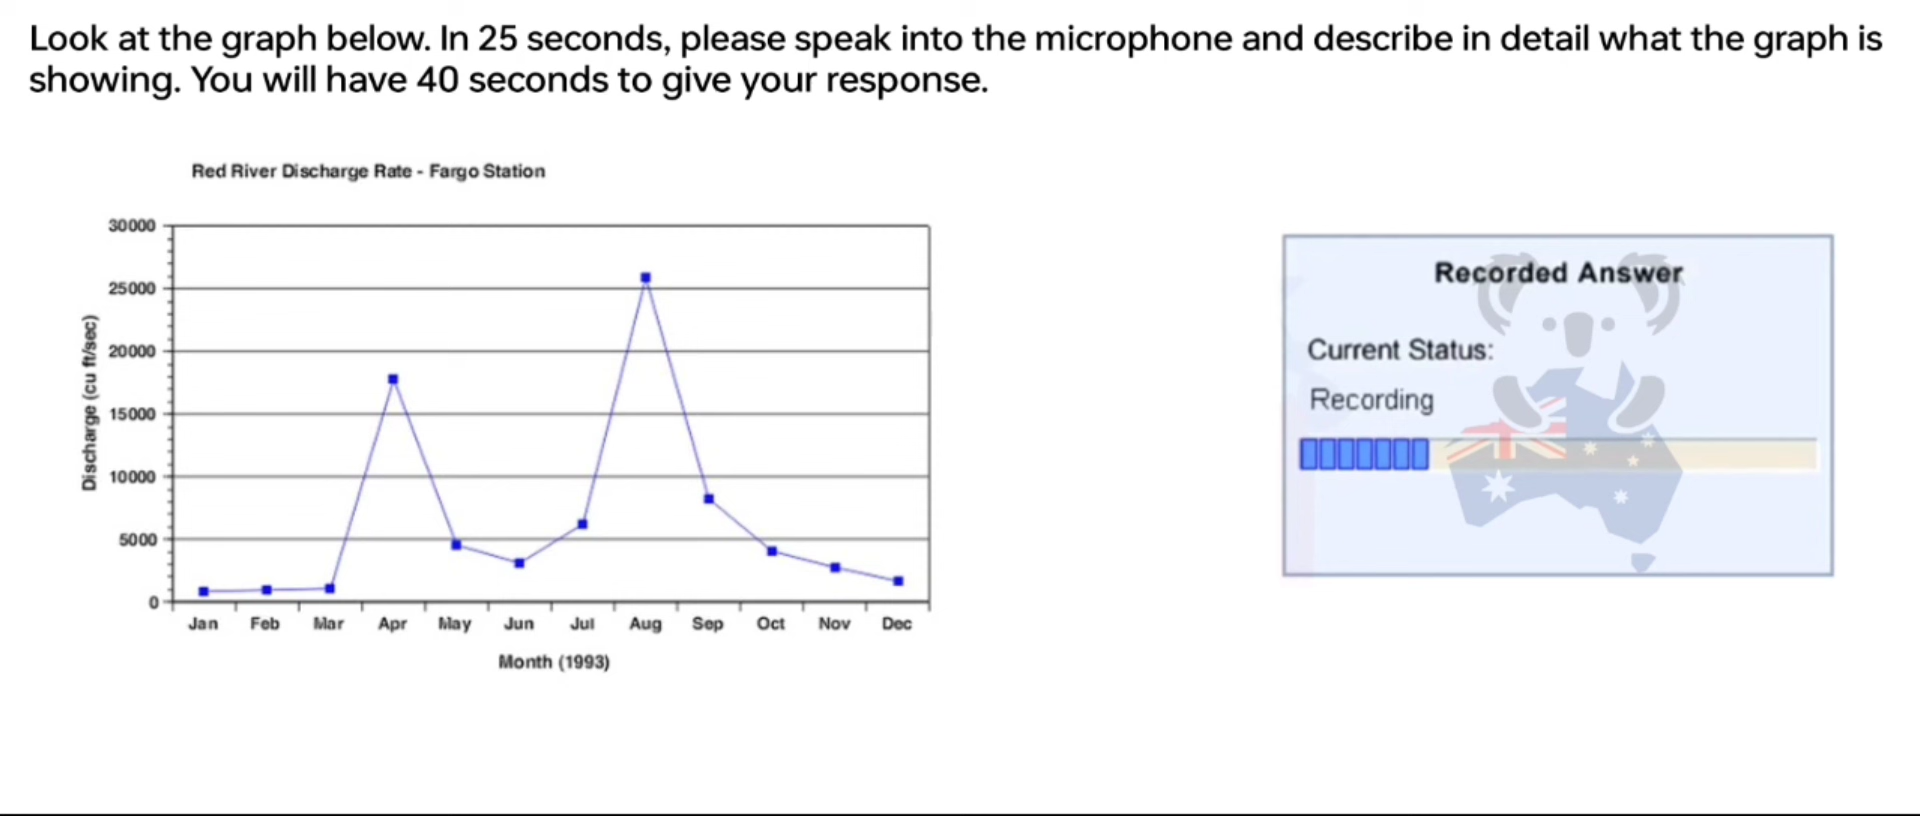 Look at the graph below. In 25 seconds, please speak into the microphone and describe in detail what the graph is
showing. You will have 40 seconds to give your response.
Red River Discharge Rate - Fargo Station
30000
25000
20000
15000
10000
5000
0
Discharge (cu ft/sec)
Jan Feb Mar Apr May Jun Jul Aug Sep Oct Nov Dec
Month (1993)
Recorded Answer
Current Status:
Recording